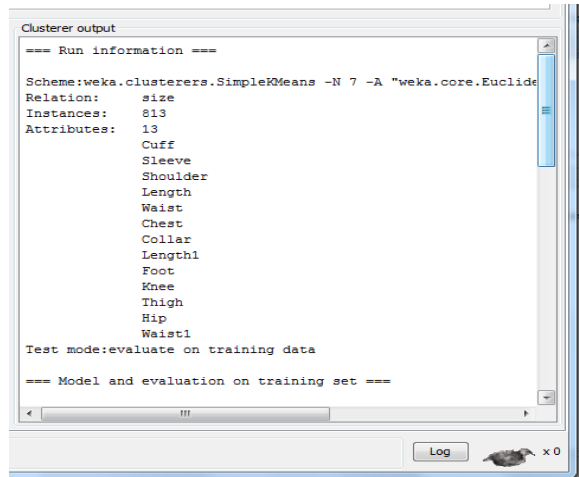 Clusterer output
=== Run information ===
Scheme:weka.clusterers.SimpleKMeans -N 7 -A "weka.core.Euclide
Relation: size
Instances: 813
Attributes: 13
Cuff
Sleeve
Shoulder
Length
Waist
Chest
Collar
Length1
Foot
Knee
Thigh
Hip
Waist1
Test mode:evaluate on training data
=== Model and evaluation on training set ===
Log
x 0